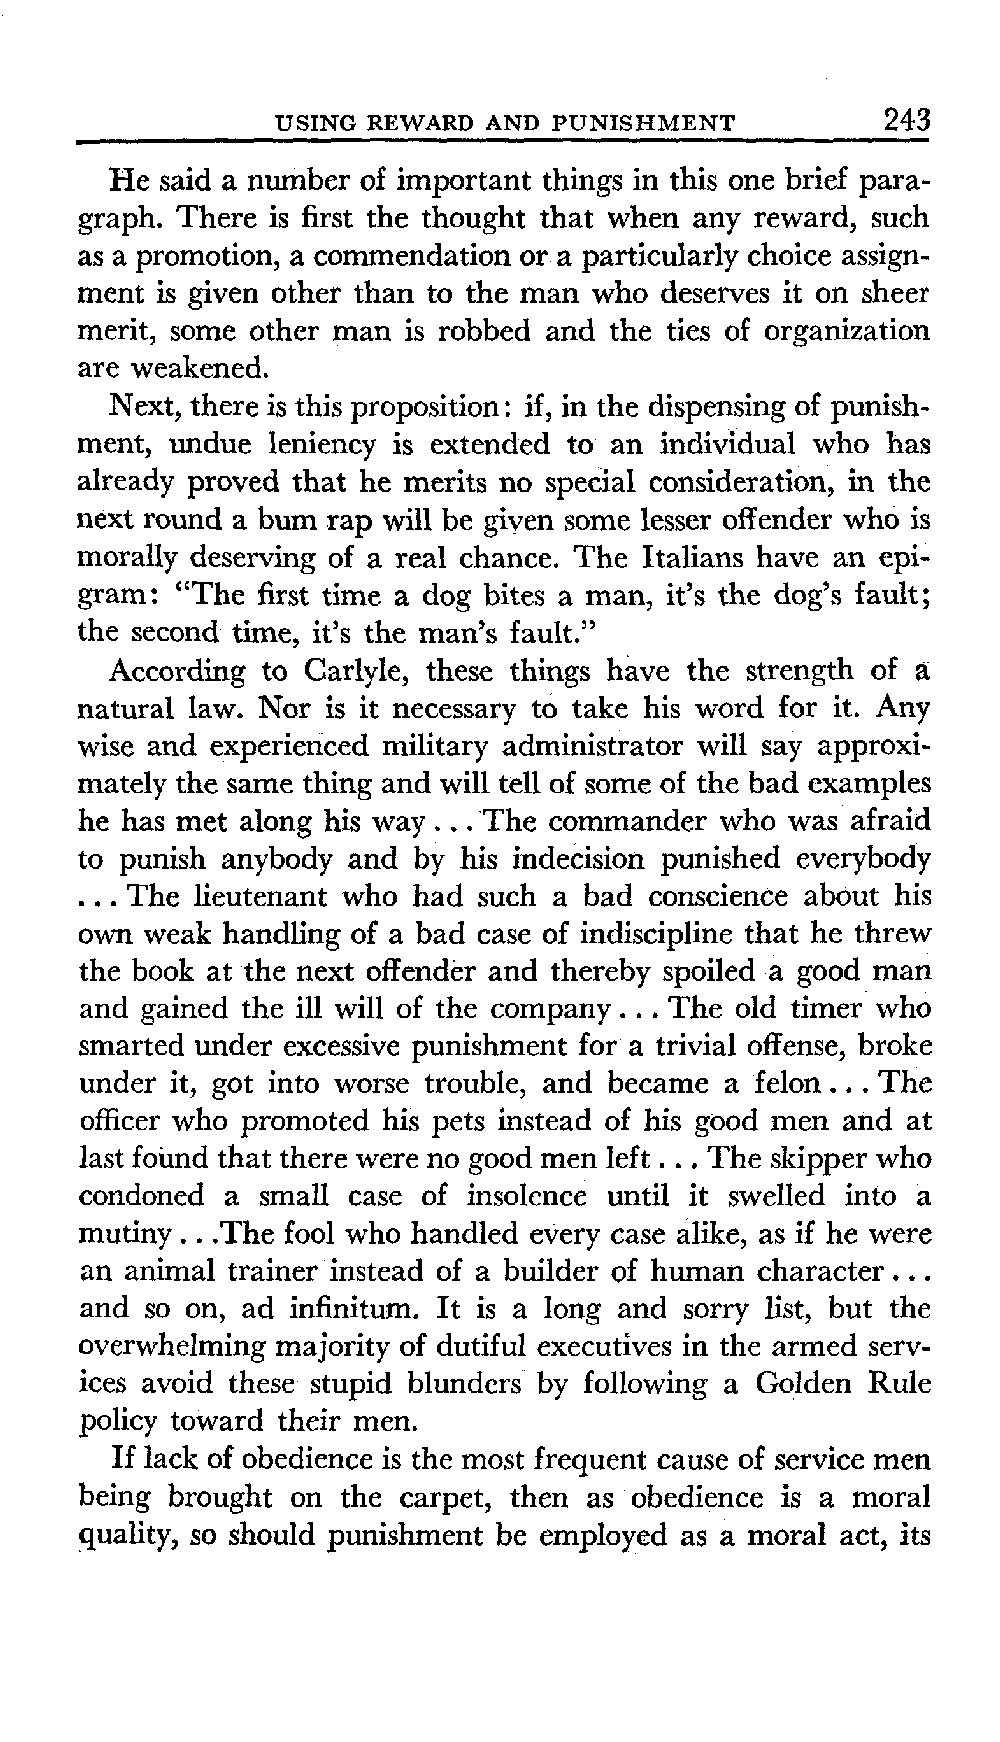 USING REWARD AND PUNISHMENT 243
He said a number of important things in this one brief para-
graph. There is first the thought that when any reward, such
as a promotion, a commendation or a particularly choice assign-
ment is given other than to the man who deserves it on sheer
merit, some other man is robbed and the ties of organization
are weakened.
Next, there is this proposition: if, in the dispensing of punish-
ment, undue leniency is extended to an individual who has
already proved that he merits no special consideration, in the
next round a bum rap will be given some lesser offender who is
morally deserving of a real chance. The Italians have an epi-
gram: “The first time a dog bites a man, it’s the dog’s fault;
the second time, it’s the man’s fault.”
According to Carlyle, these things have the strength of a
natural law. Nor is it necessary to take his word for it. Any
wise and experienced military administrator will say approxi-
mately the same thing and will tell of some of the bad examples
he has met along his way . . . The commander who was afraid
to punish anybody and by his indecision punished everybody
. . . The lieutenant who had such a bad conscience about his
own weak handling of a bad case of indiscipline that he threw
the book at the next offender and thereby spoiled a good man
and gained the ill will of the company . . . The old timer who
smarted under excessive punishment for a trivial offense, broke
under it, got into worse trouble, and became a felon . . . The
officer who promoted his pets instead of his good men and at
last found that there were no good men left . . . The skipper who
condoned a small case of insolence until it swelled into a
mutiny . . .The fool who handled every case alike, as if he were
an animal trainer instead of a builder of human character . . .
and so on, ad infinitum. It is a long and sorry list, but the
overwhelming majority of dutiful executives in the armed serv-
ices avoid these stupid blunders by following a Golden Rule
policy toward their men.
If lack of obedience is the most frequent cause of service men
being brought on the carpet, then as obedience is a moral
quality, so should punishment be employed as a moral act, its